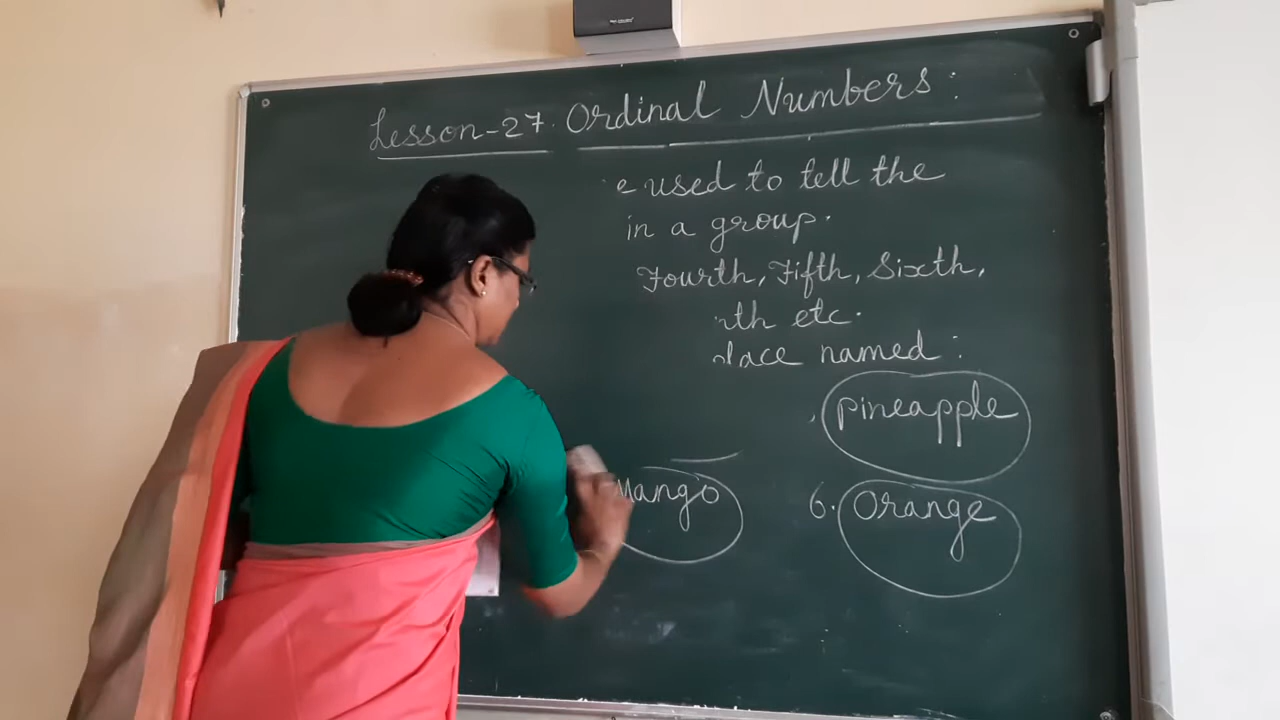 Lesson-27. Ordinal Numbers:
e used to tell the
in a group.
Fourth, Fifth, Sixth,
th etc.
lace named:
pineapple
Mango 6. Orange